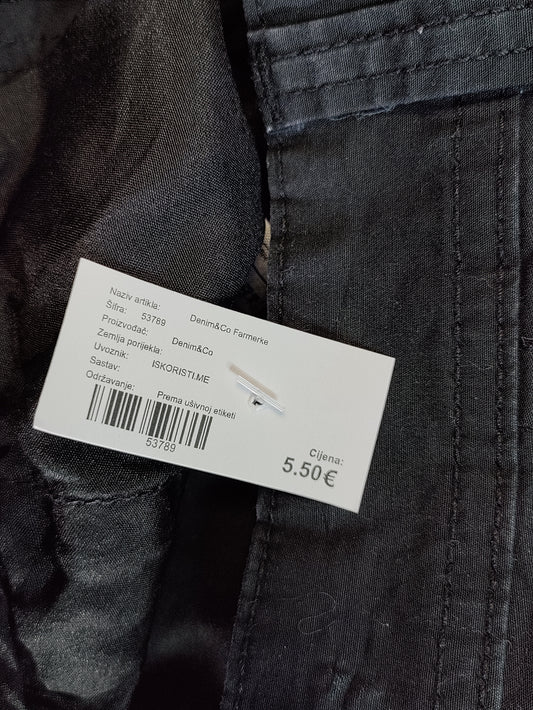 Naziv artikla: Denim&Co Farmerke
Šifra: 53789
Proizvođač: Denim&Co
Zemlja porijekla:
Uvoznik: ISKORISTI.ME
Sastav:
Održavanje: Prema ušivnoj etiketi
53789
Cijena:
5.50€